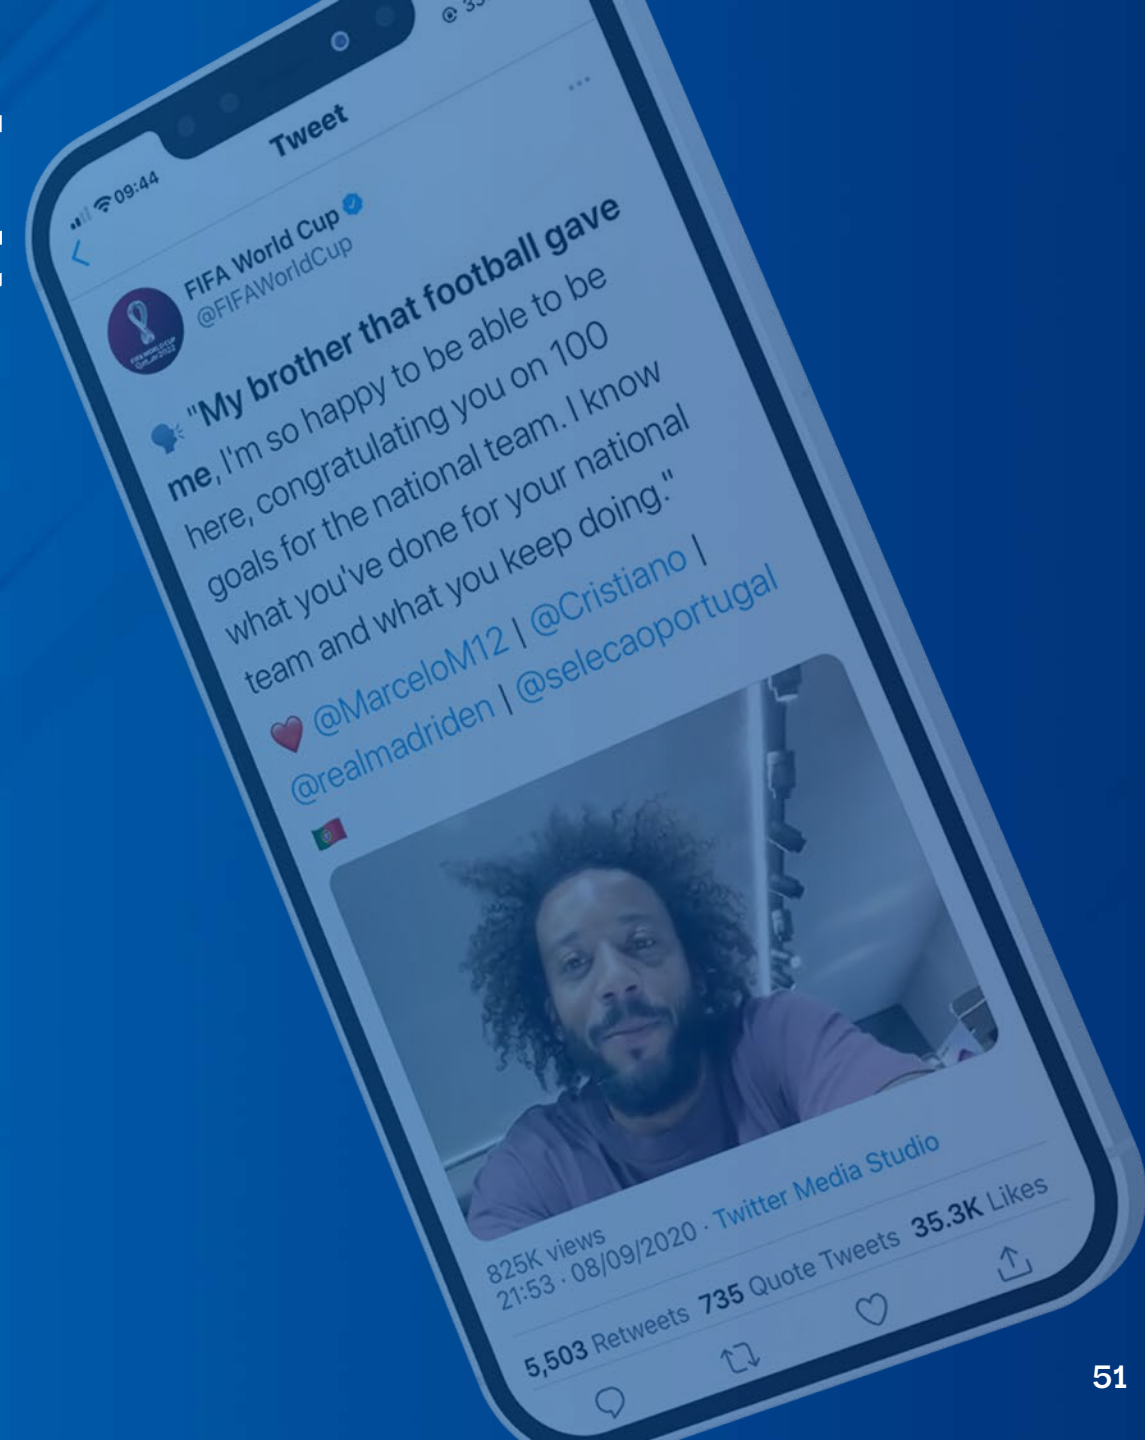 09:44
Tweet
FIFA World Cup
@FIFAWorldCup
"My brother that football gave
me, I'm so happy to be able to be
here, congratulating you on 100
goals for the national team. I know
what you've done for your national
team and what you keep doing."
@MarceloM12 | @Cristiano |
@realmadriden | @selecaoportugal
825K views
21:53 · 08/09/2020 · Twitter Media Studio
5,503 Retweets 735 Quote Tweets 35.3K Likes
51